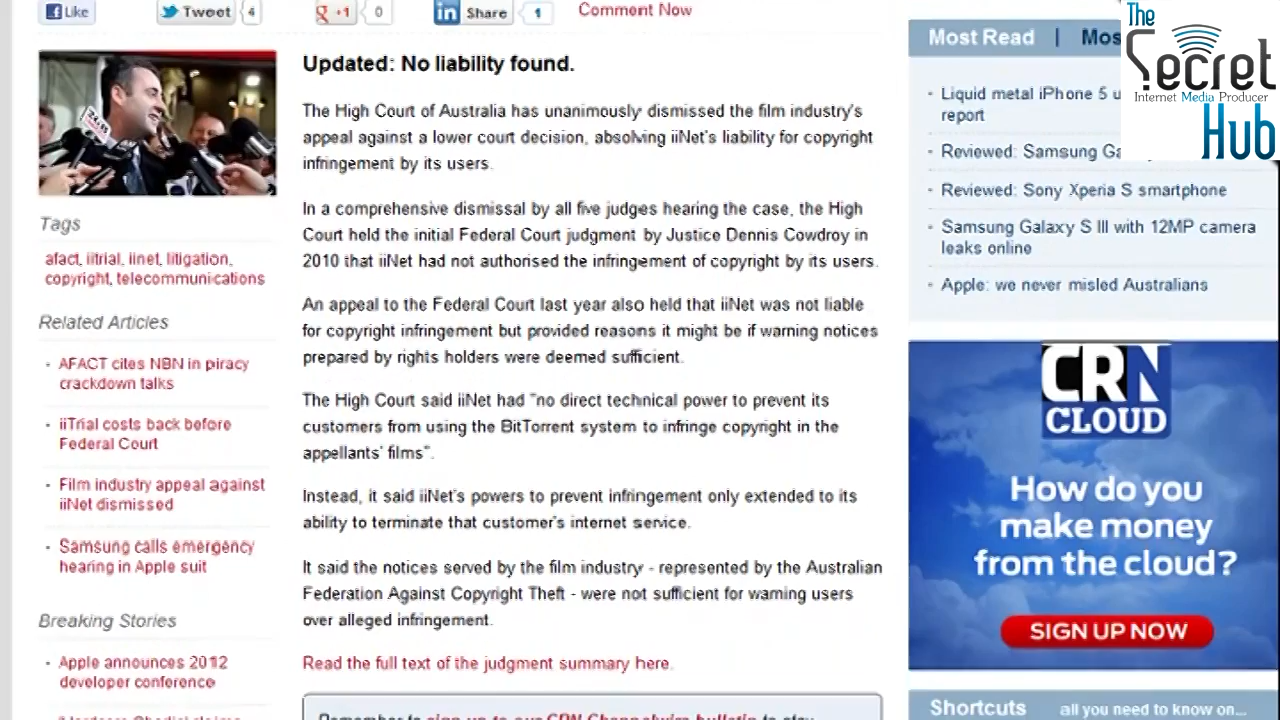 Like
Tweet 4
g +1 0
in Share 1
Comment Now
Tags
afact, iitrial, iinet, litigation,
copyright, telecommunications
Related Articles
AFACT cites NBN in piracy
crackdown talks
iiTrial costs back before
Federal Court
Film industry appeal against
iiNet dismissed
Samsung calls emergency
hearing in Apple suit
Breaking Stories
Apple announces 2012
developer conference
Updated: No liability found.
The High Court of Australia has unanimously dismissed the film industry's
appeal against a lower court decision, absolving iiNet's liability for copyright
infringement by its users.
In a comprehensive dismissal by all five judges hearing the case, the High
Court held the initial Federal Court judgment by Justice Dennis Cowdroy in
2010 that iiNet had not authorised the infringement of copyright by its users.
An appeal to the Federal Court last year also held that iiNet was not liable
for copyright infringement but provided reasons it might be if warning notices
prepared by rights holders were deemed sufficient.
The High Court said iiNet had "no direct technical power to prevent its
customers from using the BitTorrent system to infringe copyright in the
appellants' films".
Instead, it said iiNet's powers to prevent infringement only extended to its
ability to terminate that customer's internet service.
It said the notices served by the film industry - represented by the Australian
Federation Against Copyright Theft - were not sufficient for warning users
over alleged infringement.
Read the full text of the judgment summary here.
Remember to sign up to our CRN Channelwire bulletin to stay
Most Read | Mos
Liquid metal iPhone 5 u
report
Reviewed: Samsung Ga
Reviewed: Sony Xperia S smartphone
Samsung Galaxy S III with 12MP camera
leaks online
Apple: we never misled Australians
The
Secret
Internet Media Producer
Hub
CRN
CLOUD
How do you
make money
from the cloud?
SIGN UP NOW
Shortcuts all you need to know on...